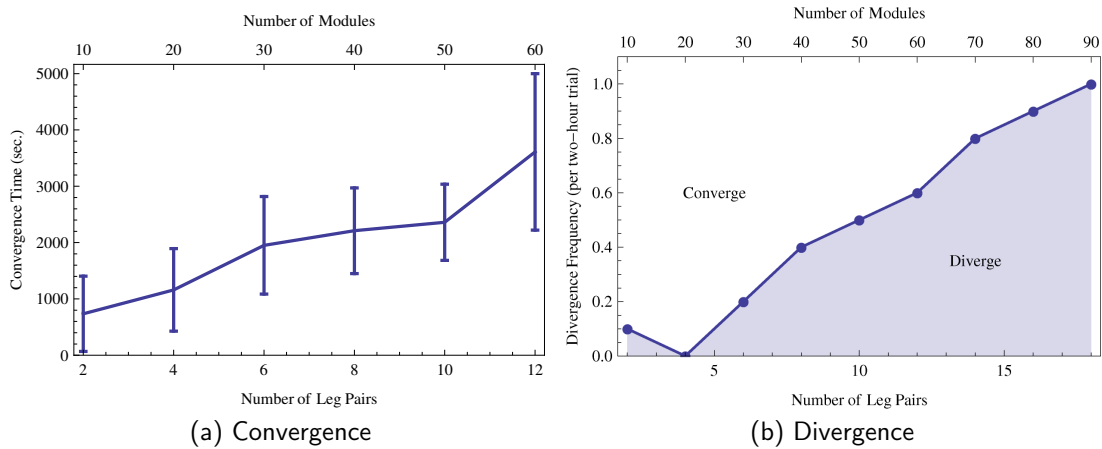 Number of Modules
10 20 30 40 50 60
5000
4000
3000
2000
1000
0
Convergence Time (sec.)
2 4 6 8 10 12
Number of Leg Pairs
(a) Convergence
Number of Modules
10 20 30 40 50 60 70 80 90
1.0
0.8
0.6
0.4
0.2
0.0
Divergence Frequency (per two-hour trial)
Converge
Diverge
5 10 15
Number of Leg Pairs
(b) Divergence